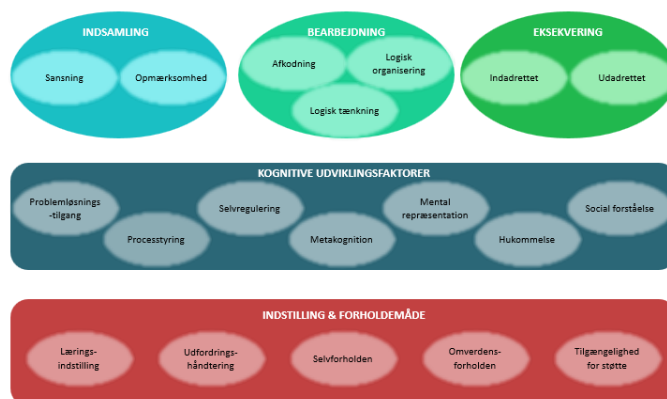 INDSAMLING
Sansning
Opmærksomhed
BEARBEJDNING
Afkodning
Logisk
organisering
Logisk tænkning
EKSEKVERING
Indadrettet
Udadrettet
KOGNITIVE UDVIKLINGSFAKTORER
Problemløsnings
-tilgang
Processtyring
Selvregulering
Metakognition
Mental
repræsentation
Hukommelse
Social forståelse
INDSTILLING & FORHOLDEMÅDE
Lærings-
indstilling
Udfordrings-
håndtering
Selvforholden
Omverdens-
forholden
Tilgængelighed
for støtte